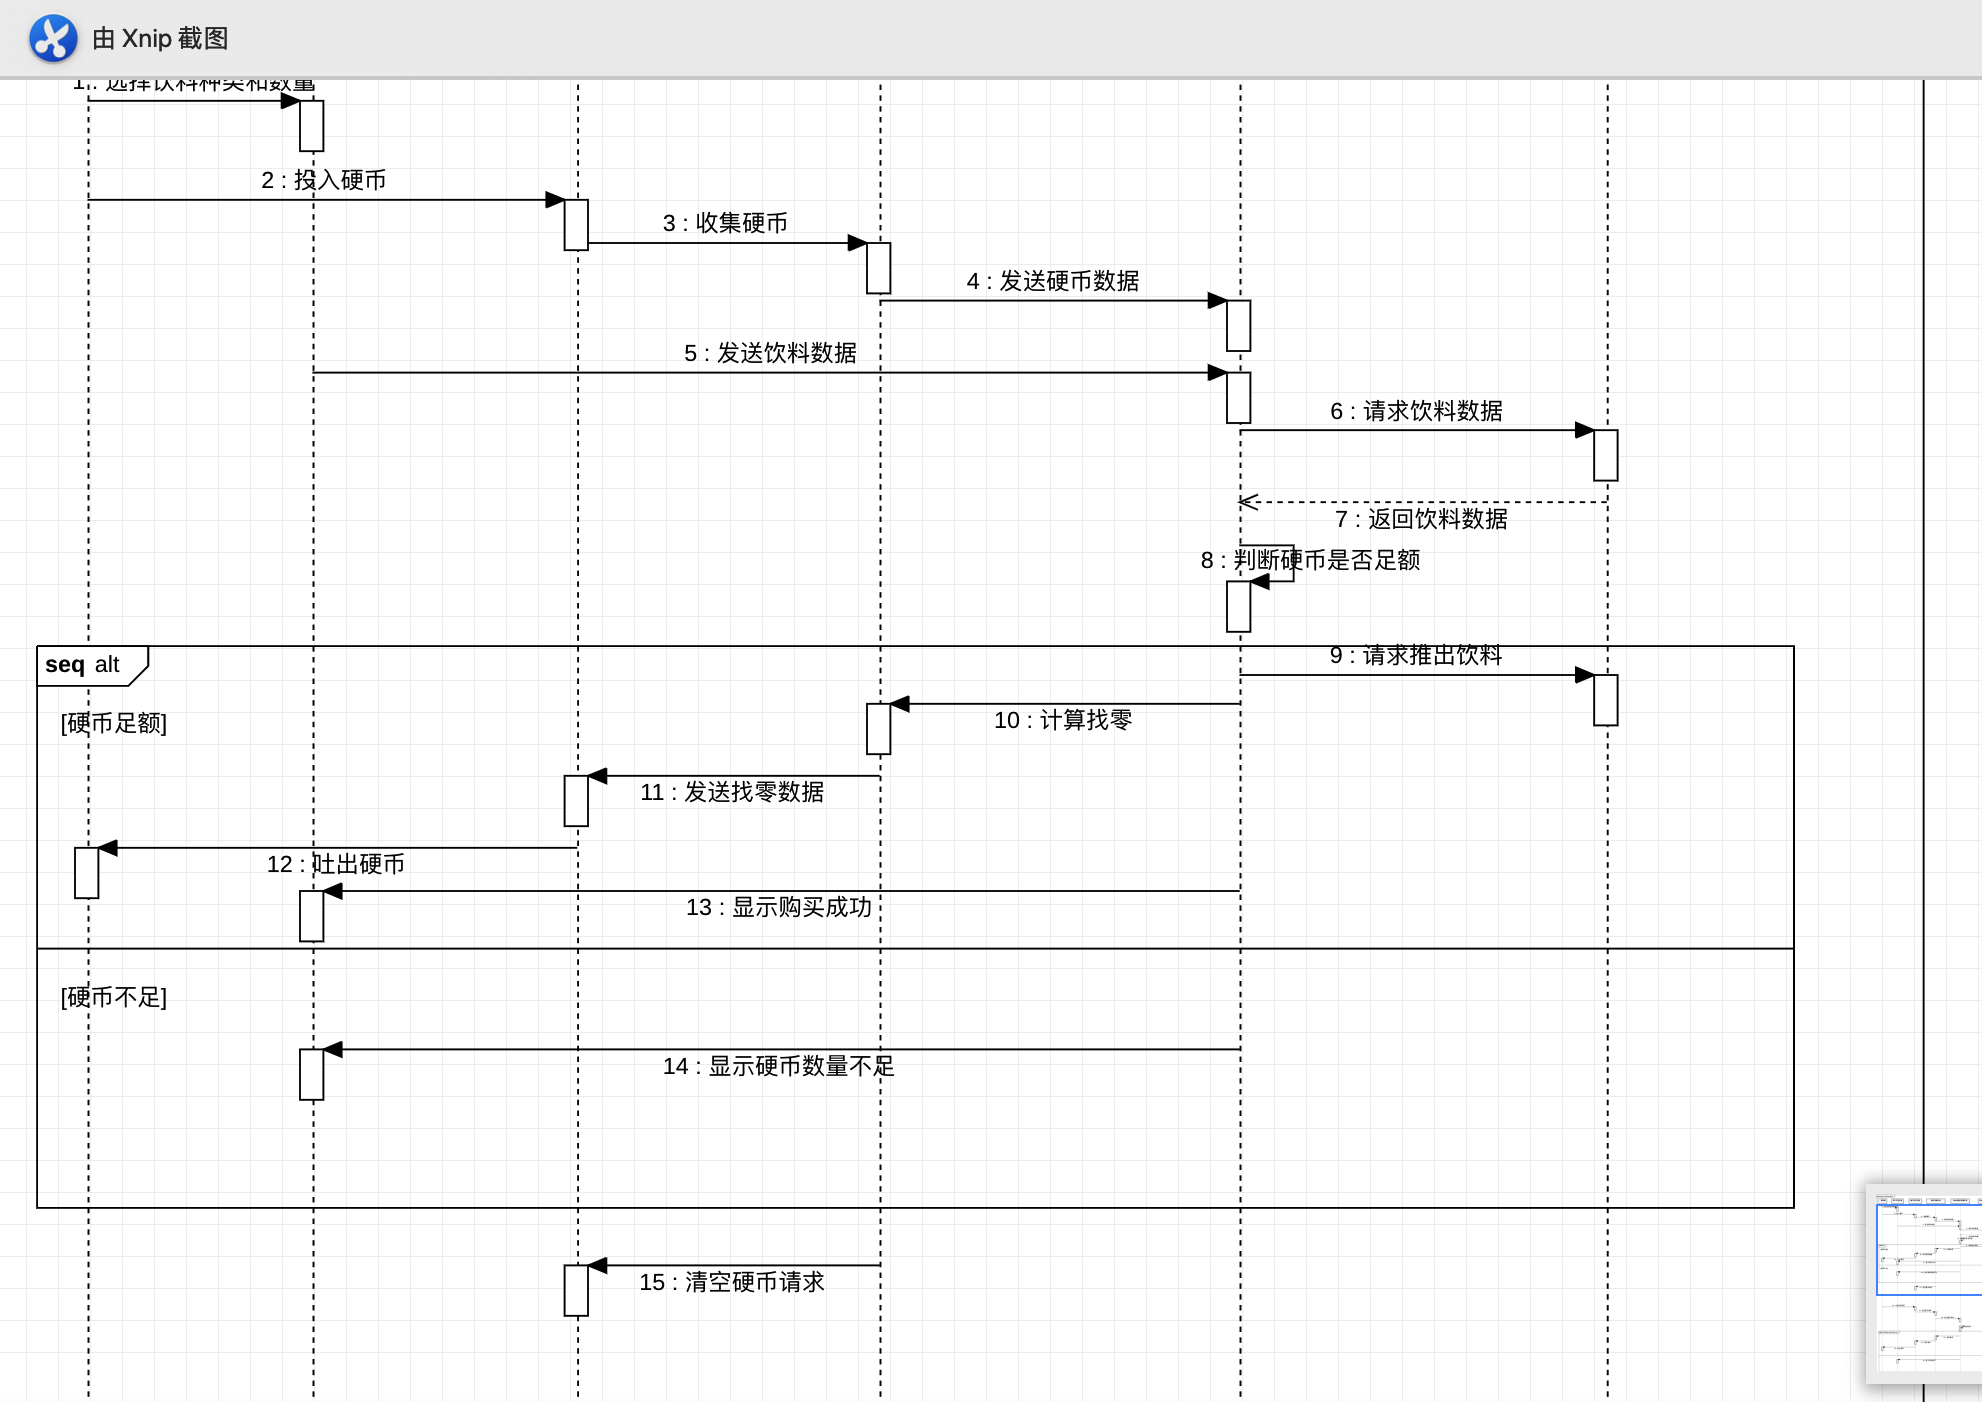 由 Xnip 截图
1 : 选择饮料种类和数量
2 : 投入硬币
3 : 收集硬币
4 : 发送硬币数据
5 : 发送饮料数据
6 : 请求饮料数据
7 : 返回饮料数据
8 : 判断硬币是否足额
seq alt
9 : 请求推出饮料
[硬币足额]
10 : 计算找零
11 : 发送找零数据
12 : 吐出硬币
13 : 显示购买成功
[硬币不足]
14 : 显示硬币数量不足
15 : 清空硬币请求